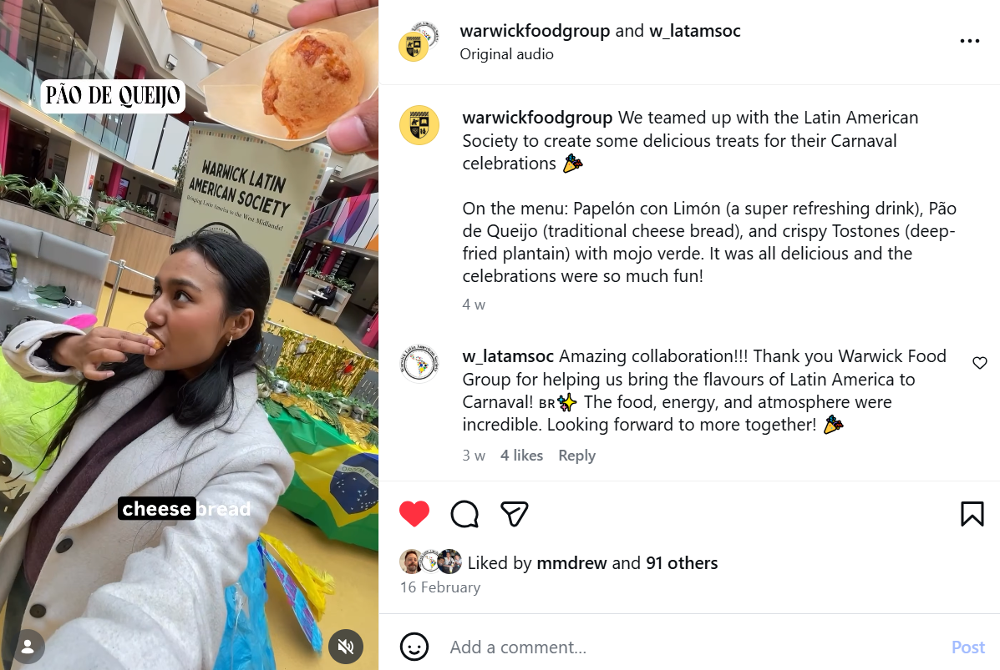 PÃO DE QUEIJO
WARWICK LATIN
AMERICAN SOCIETY
Bringing Latin America to the West Midlands!
cheese bread
warwickfoodgroup and w_latamsoc
Original audio
warwickfoodgroup We teamed up with the Latin American
Society to create some delicious treats for their Carnaval
celebrations 🎉
On the menu: Papelón con Limón (a super refreshing drink), Pão
de Queijo (traditional cheese bread), and crispy Tostones (deep-
fried plantain) with mojo verde. It was all delicious and the
celebrations were so much fun!
4 w
w_latamsoc Amazing collaboration!!! Thank you Warwick Food
Group for helping us bring the flavours of Latin America to
Carnaval! 🇧🇷✨ The food, energy, and atmosphere were
incredible. Looking forward to more together! 🎉
3 w 4 likes Reply
Liked by mmdrew and 91 others
16 February
Add a comment...
Post